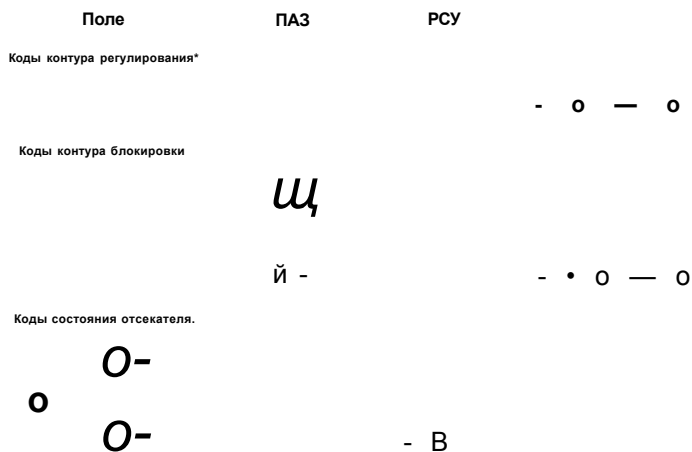 Поле ПАЗ РСУ
Коды контура регулирования*
- о — о
Коды контура блокировки
щ
й - - • о — о
Коды состояния отсекателя.
о-
о
о- - В